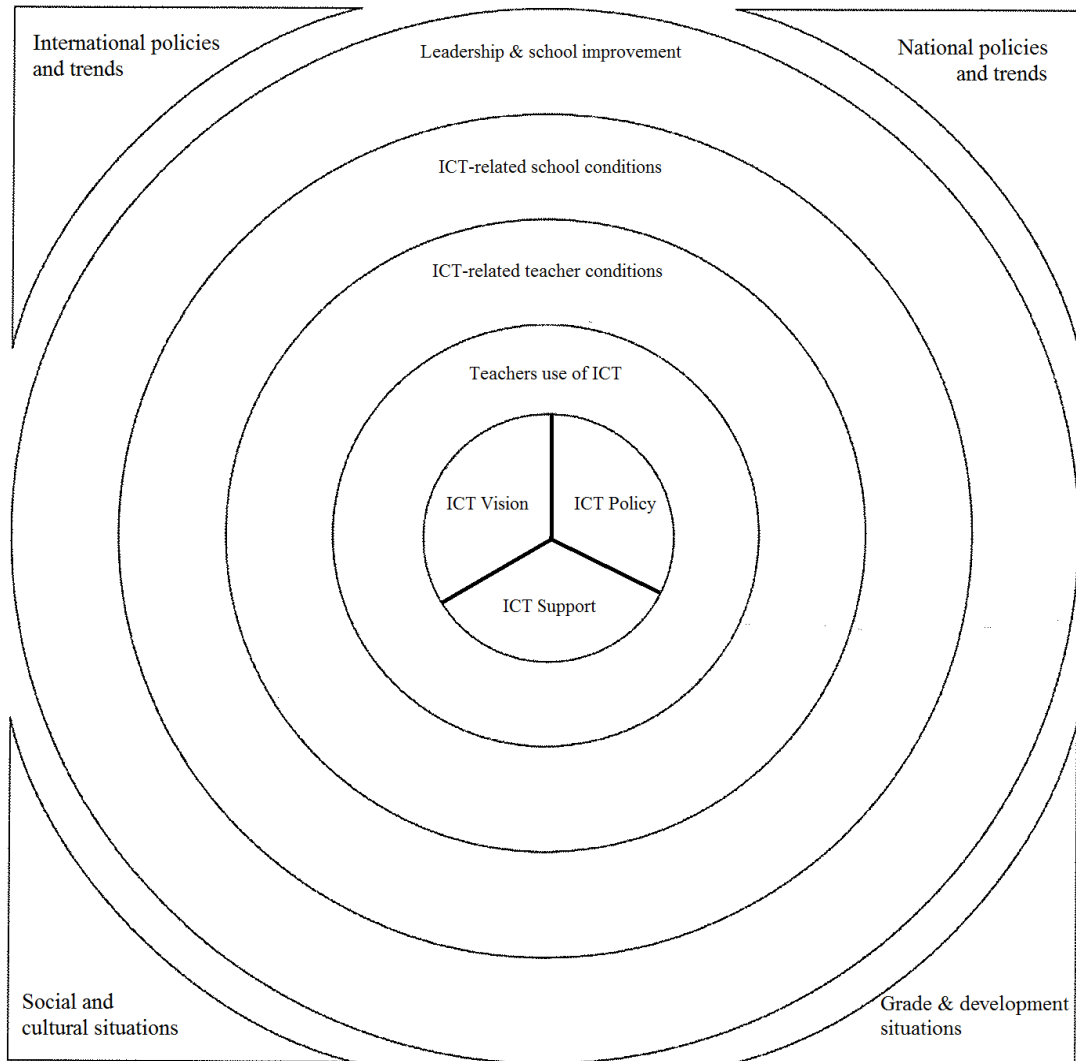 International policies
and trends
Leadership & school improvement
National policies
and trends
ICT-related school conditions
ICT-related teacher conditions
Teachers use of ICT
ICT Vision
ICT Policy
ICT Support
Social and
cultural situations
Grade & development
situations